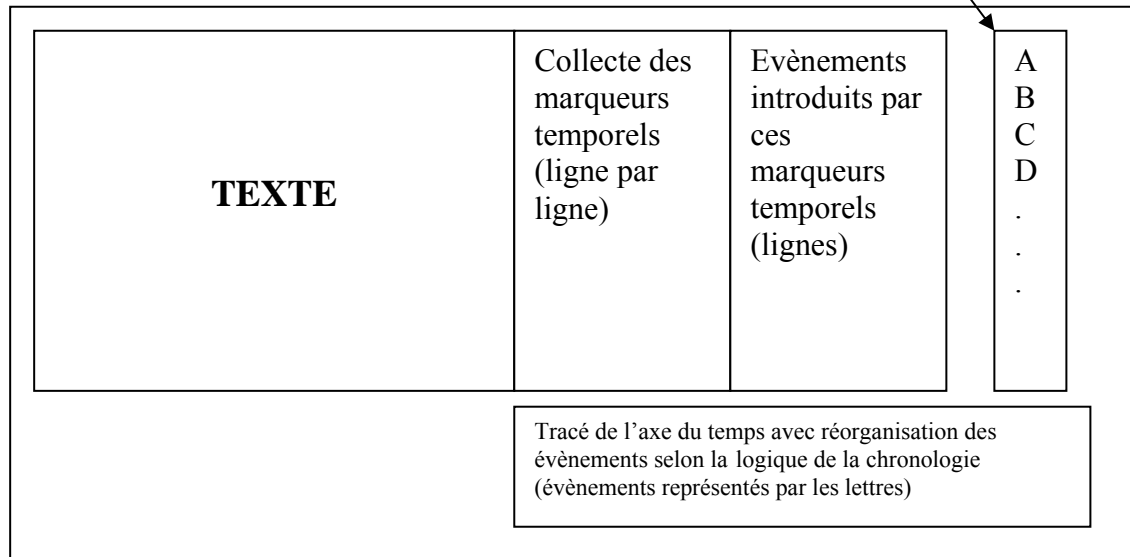 TEXTE
Collecte des
marqueurs
temporels
(ligne par
ligne)
Evènements
introduits par
ces
marqueurs
temporels
(lignes)
A
B
C
D
.
.
.
Tracé de l’axe du temps avec réorganisation des
évènements selon la logique de la chronologie
(évènements représentés par les lettres)